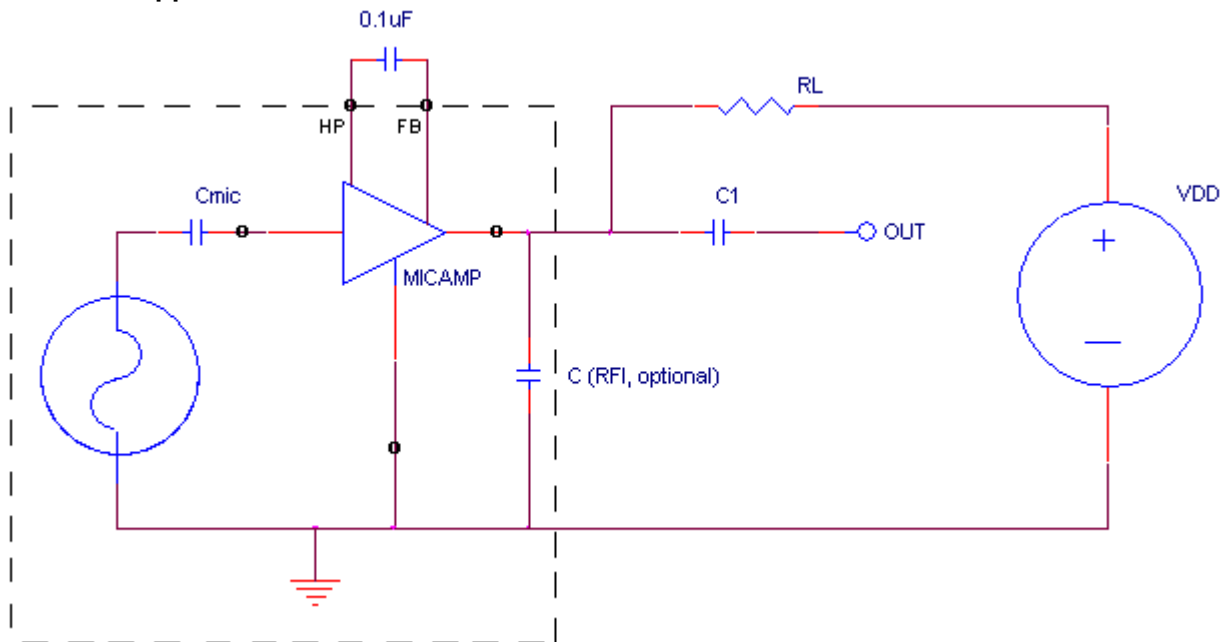 0.1uF
RL
HP
FB
Cmic
C1
VDD
OUT
MICAMP
C (RFI, optional)